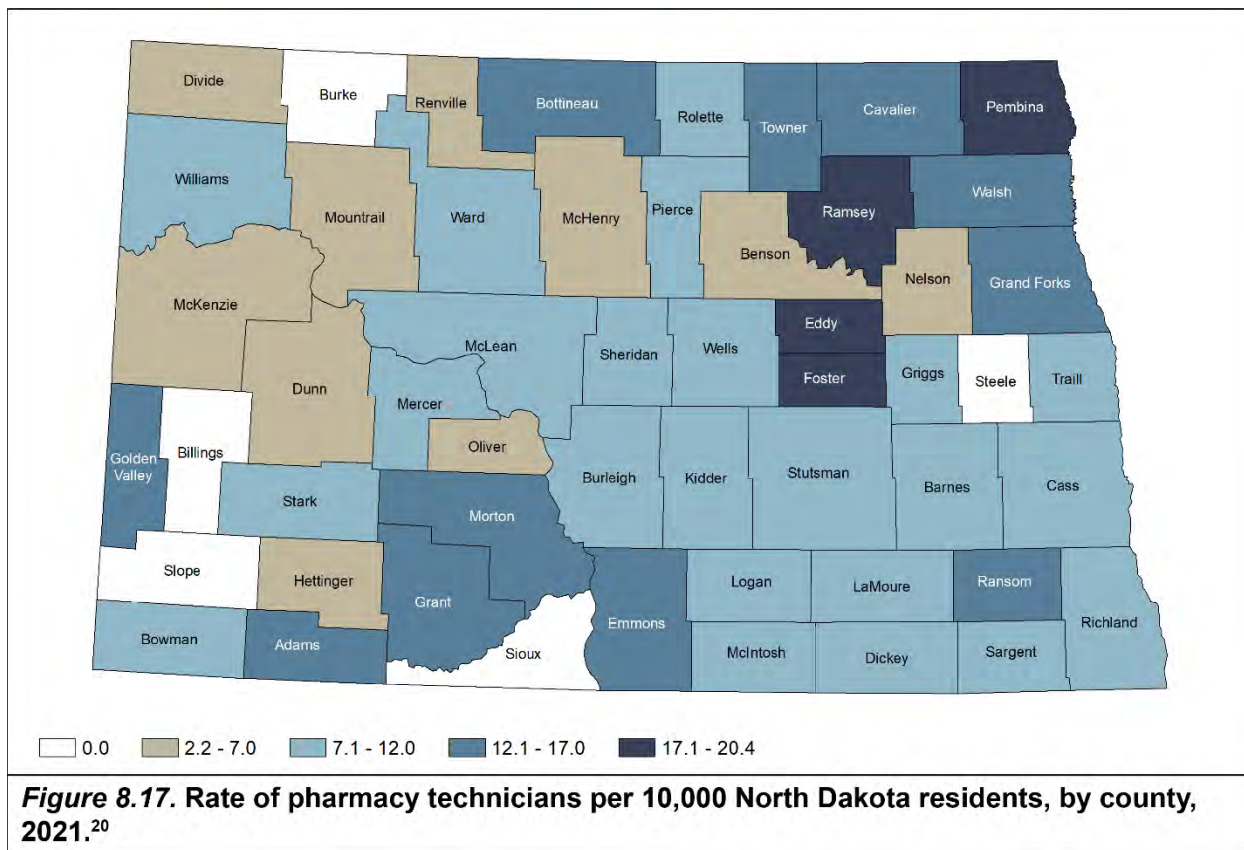 Divide
Burke
Renville
Bottineau
Rolette
Towner
Cavalier
Pembina
Williams
Mountrail
Ward
McHenry
Pierce
Benson
Ramsey
Walsh
Nelson
Grand Forks
McKenzie
Dunn
McLean
Sheridan
Wells
Eddy
Foster
Griggs
Steele
Traill
Mercer
Oliver
Golden
Valley
Billings
Stark
Morton
Burleigh
Kidder
Stutsman
Barnes
Cass
Slope
Hettinger
Grant
Emmons
Logan
LaMoure
Ransom
Richland
Bowman
Adams
Sioux
McIntosh
Dickey
Sargent
0.0 2.2 - 7.0 7.1 - 12.0 12.1 - 17.0 17.1 - 20.4
Figure 8.17. Rate of pharmacy technicians per 10,000 North Dakota residents, by county,
2021.20